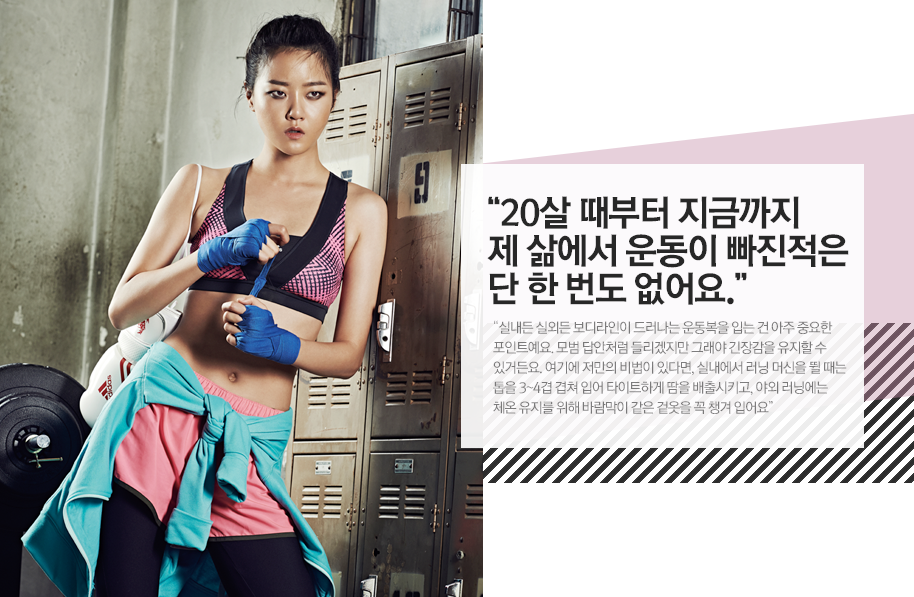 “20살 때부터 지금까지
제 삶에서 운동이 빠진적은
단 한 번도 없어요.”
“실내든 실외든 보디라인이 드러나는 운동복을 입는 건 아주 중요한
포인트예요. 모범 답안처럼 들리겠지만 그래야 긴장감을 유지할 수
있거든요. 여기에 저만의 비법이 있다면, 실내에서 러닝 머신을 뛸 때는
톱을 3~4겹 겹쳐 입어 타이트하게 땀을 배출시키고, 야외 러닝에는
체온 유지를 위해 바람막이 같은 겉옷을 꼭 챙겨 입어요”
adidas